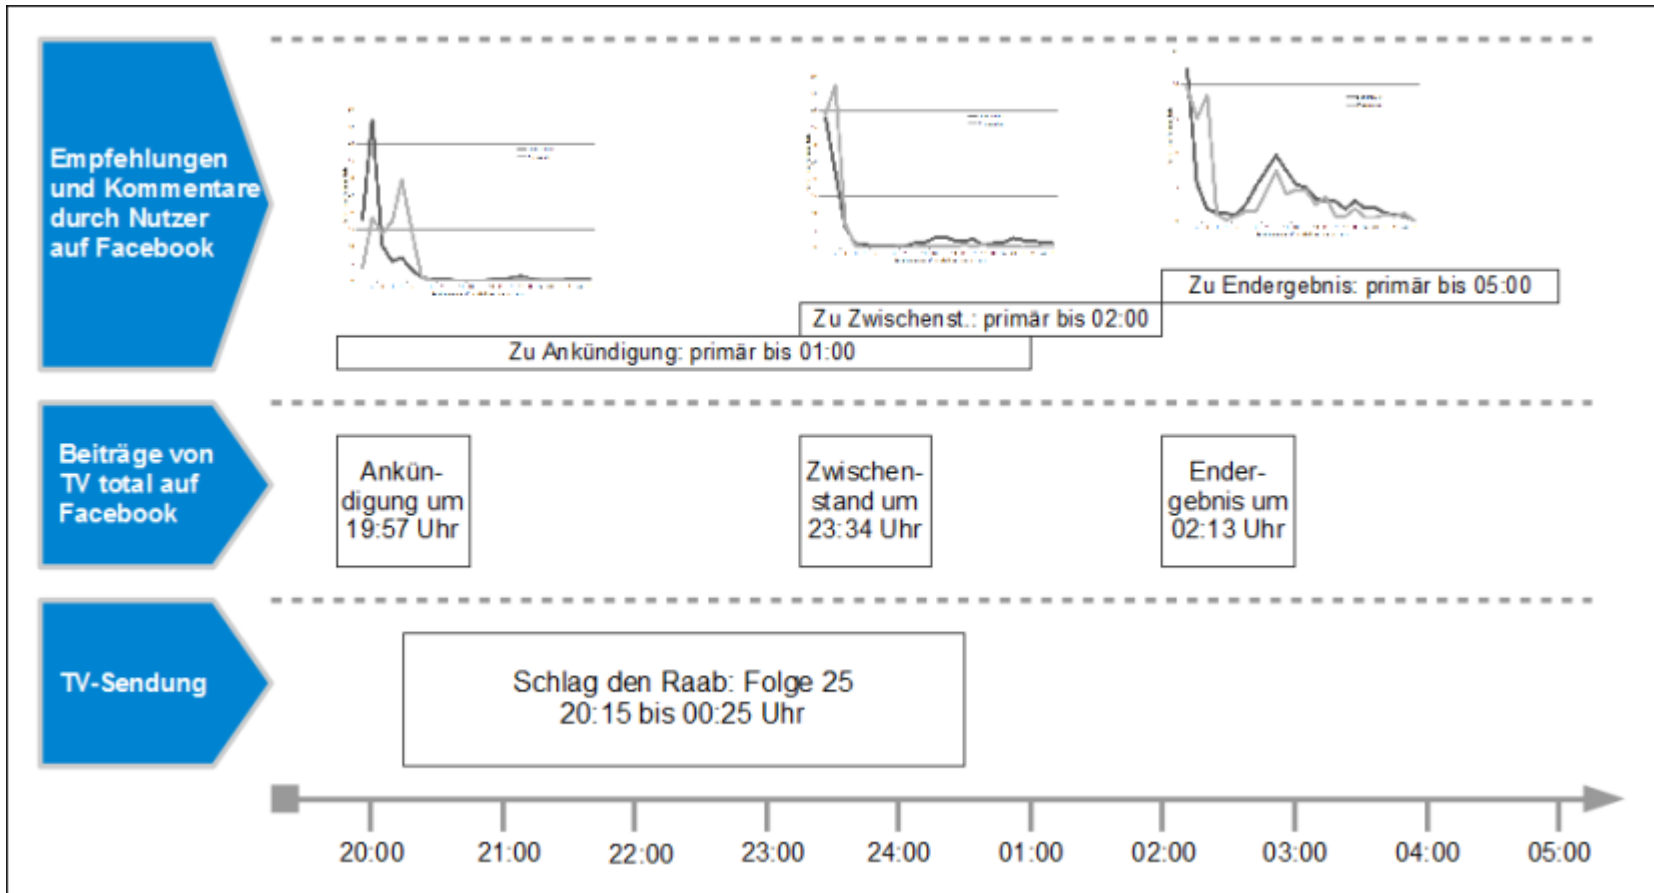 Empfehlungen
und Kommentare
durch Nutzer
auf Facebook
Zu Endergebnis: primär bis 05:00
Zu Zwischenst.: primär bis 02:00
Zu Ankündigung: primär bis 01:00
Beiträge von
TV total auf
Facebook
Ankün-
digung um
19:57 Uhr
Zwischen-
stand um
23:34 Uhr
Ender-
gebnis um
02:13 Uhr
TV-Sendung
Schlag den Raab: Folge 25
20:15 bis 00:25 Uhr
20:00 21:00 22:00 23:00 24:00 01:00 02:00 03:00 04:00 05:00